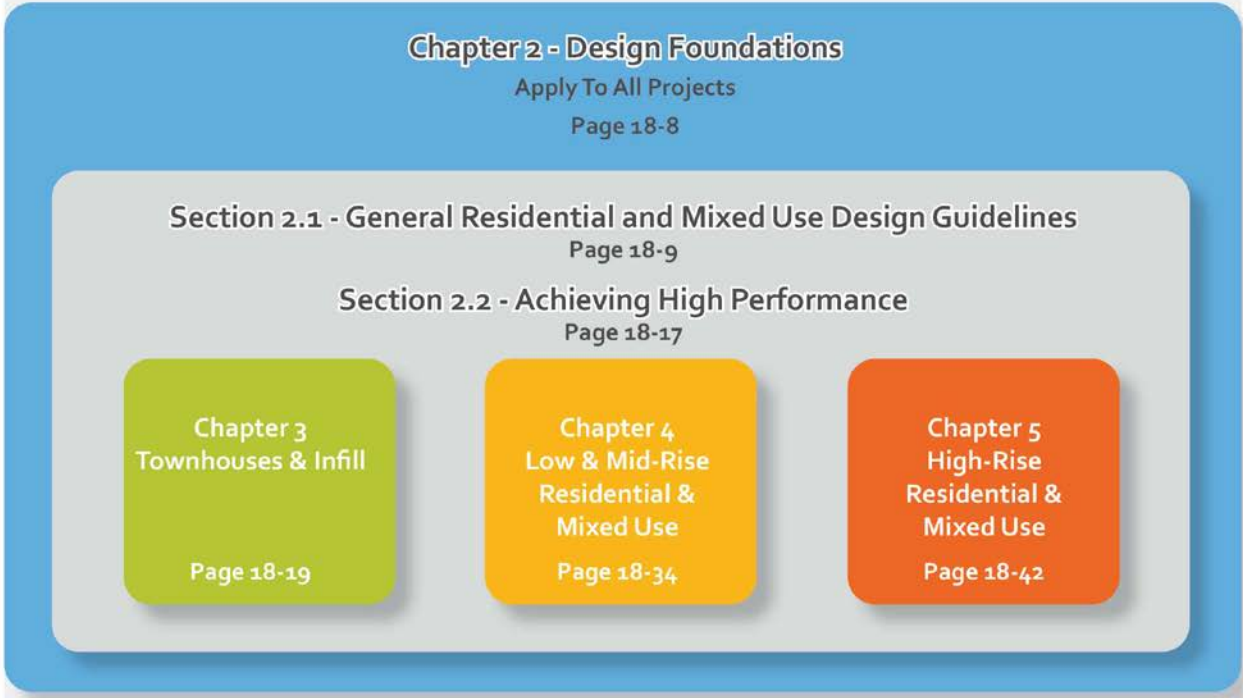 Chapter 2 - Design Foundations
Apply To All Projects
Page 18-8
Section 2.1 - General Residential and Mixed Use Design Guidelines
Page 18-9
Section 2.2 - Achieving High Performance
Page 18-17
Chapter 3
Townhouses & Infill
Page 18-19
Chapter 4
Low & Mid-Rise
Residential &
Mixed Use
Page 18-34
Chapter 5
High-Rise
Residential &
Mixed Use
Page 18-42